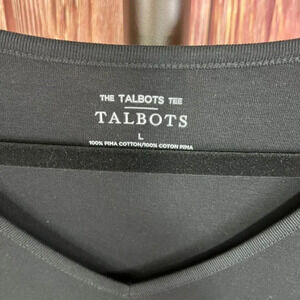 THE TALBOTS TEE
TALBOTS
L
100% PIMA COTTON/100% COTON PIMA